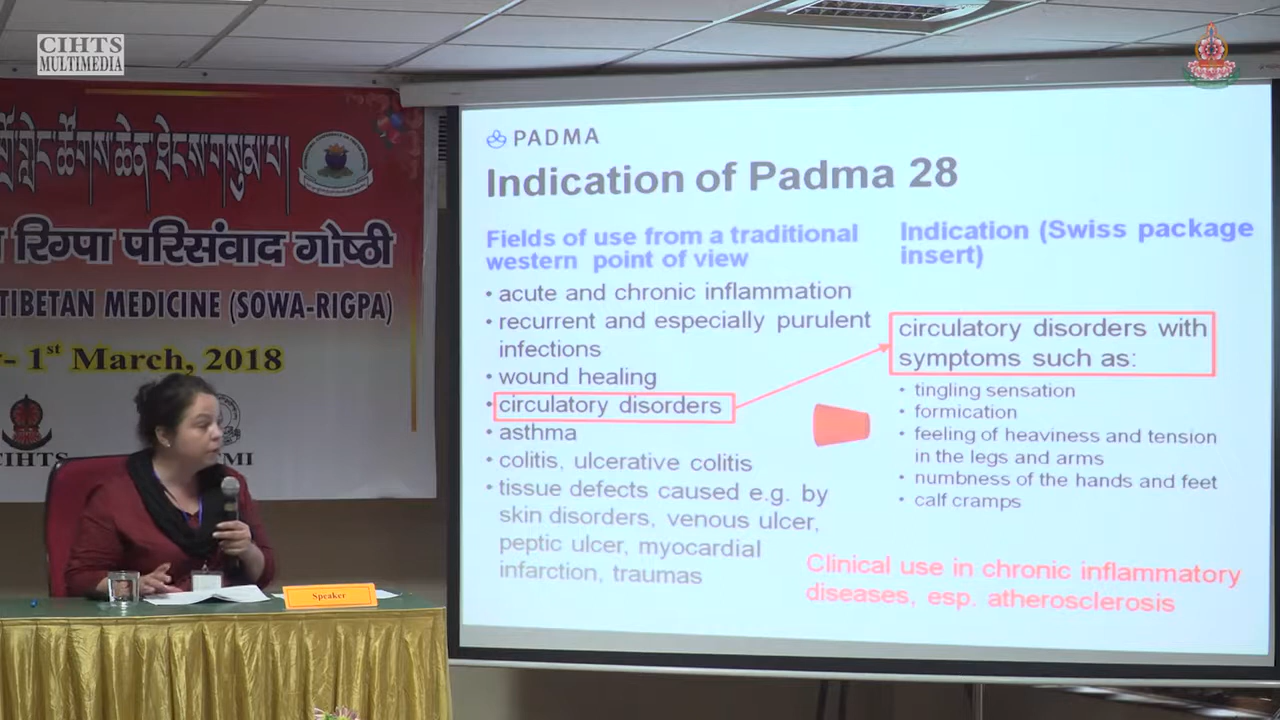 CIHTS
MULTIMEDIA
रिग्पा परिसंवाद गोष्ठी
TIBETAN MEDICINE (SOWA-RIGPA)
- 1st March, 2018
CIHTS
MI
Speaker
PADMA
Indication of Padma 28
Fields of use from a traditional
western point of view
• acute and chronic inflammation
• recurrent and especially purulent
infections
• wound healing
• circulatory disorders
• asthma
• colitis, ulcerative colitis
• tissue defects caused e.g. by
skin disorders, venous ulcer,
peptic ulcer, myocardial
infarction, traumas
Indication (Swiss package
insert)
circulatory disorders with
symptoms such as:
• tingling sensation
• formication
• feeling of heaviness and tension
in the legs and arms
• numbness of the hands and feet
• calf cramps
Clinical use in chronic inflammatory
diseases, esp. atherosclerosis